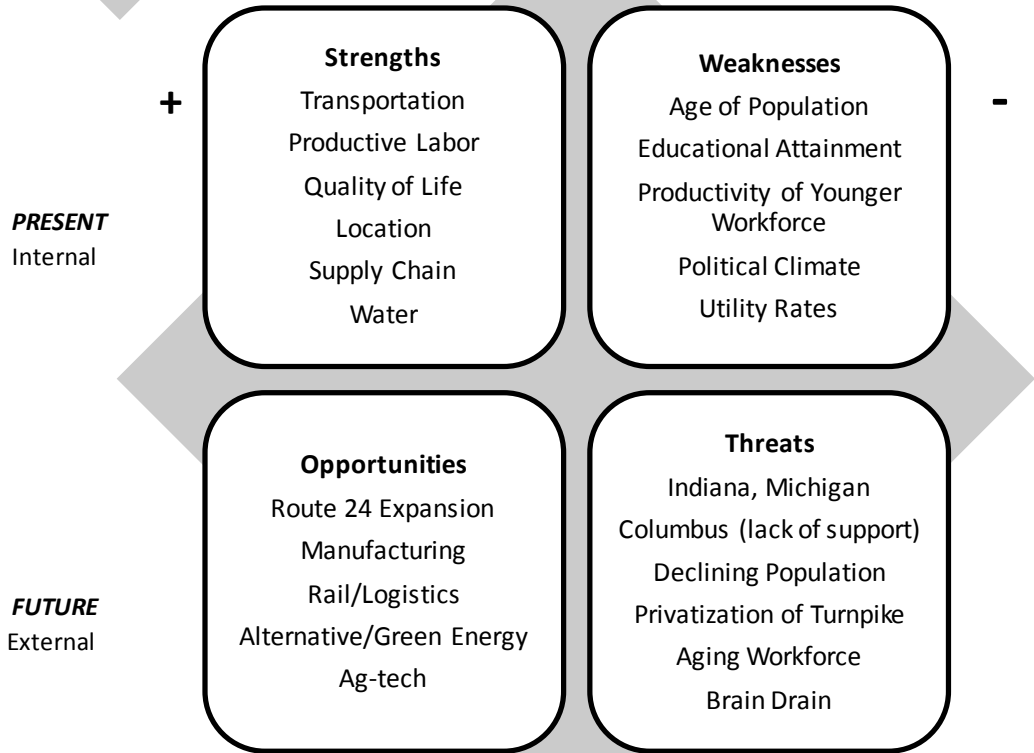 +
-
PRESENT
Internal
Strengths
Transportation
Productive Labor
Quality of Life
Location
Supply Chain
Water
Weaknesses
Age of Population
Educational Attainment
Productivity of Younger
Workforce
Political Climate
Utility Rates
FUTURE
External
Opportunities
Route 24 Expansion
Manufacturing
Rail/Logistics
Alternative/Green Energy
Ag-tech
Threats
Indiana, Michigan
Columbus (lack of support)
Declining Population
Privatization of Turnpike
Aging Workforce
Brain Drain